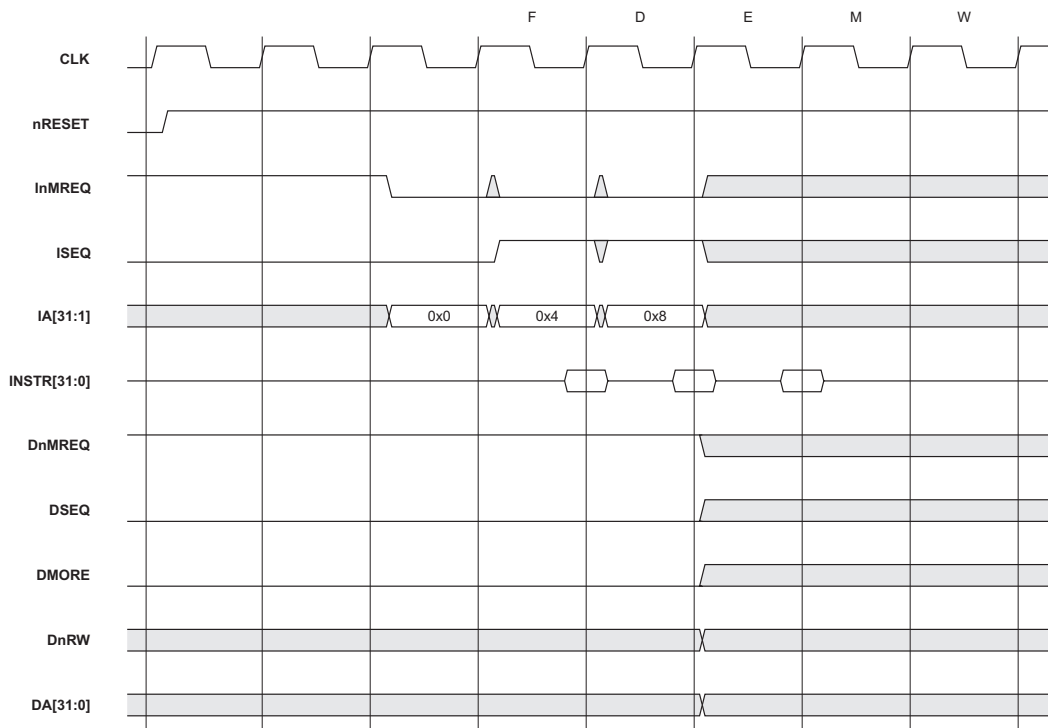 F D E M W
CLK
nRESET
InMREQ
ISEQ
IA[31:1] 0x0 0x4 0x8
INSTR[31:0]
DnMREQ
DSEQ
DMORE
DnRW
DA[31:0]